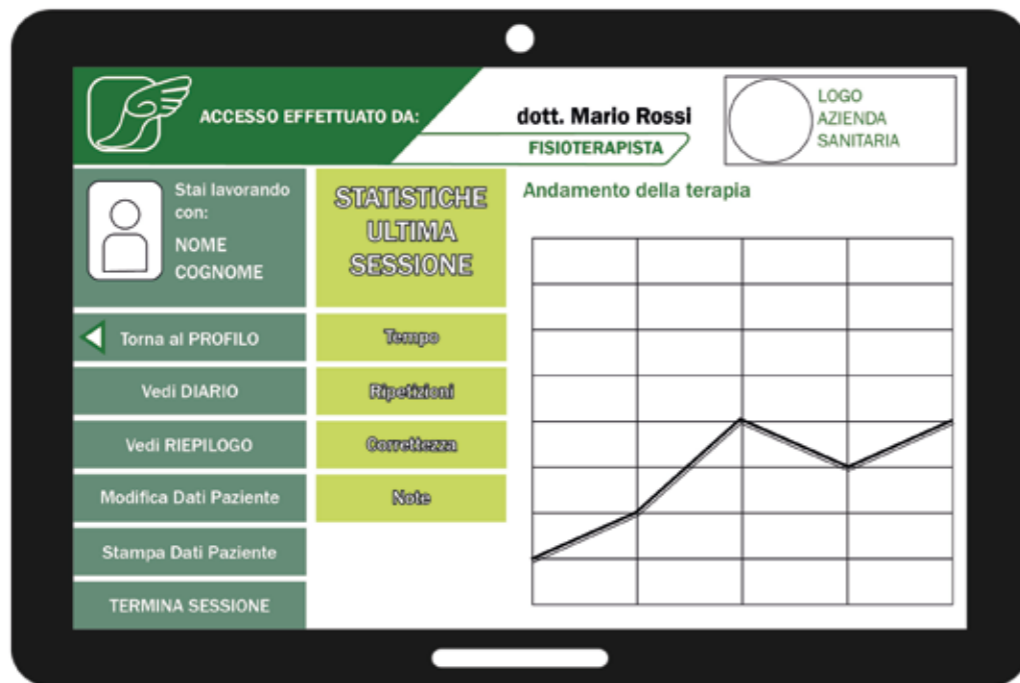 ACCESSO EFFETTUATO DA:
dott. Mario Rossi
FISIOTERAPISTA
LOGO
AZIENDA
SANITARIA
Stai lavorando
con:
NOME
COGNOME
Torna al PROFILO
Vedi DIARIO
Vedi RIEPILOGO
Modifica Dati Paziente
Stampa Dati Paziente
TERMINA SESSIONE
STATISTICHE
ULTIMA
SESSIONE
Tempo
Ripetizioni
Correttezza
Note
Andamento della terapia